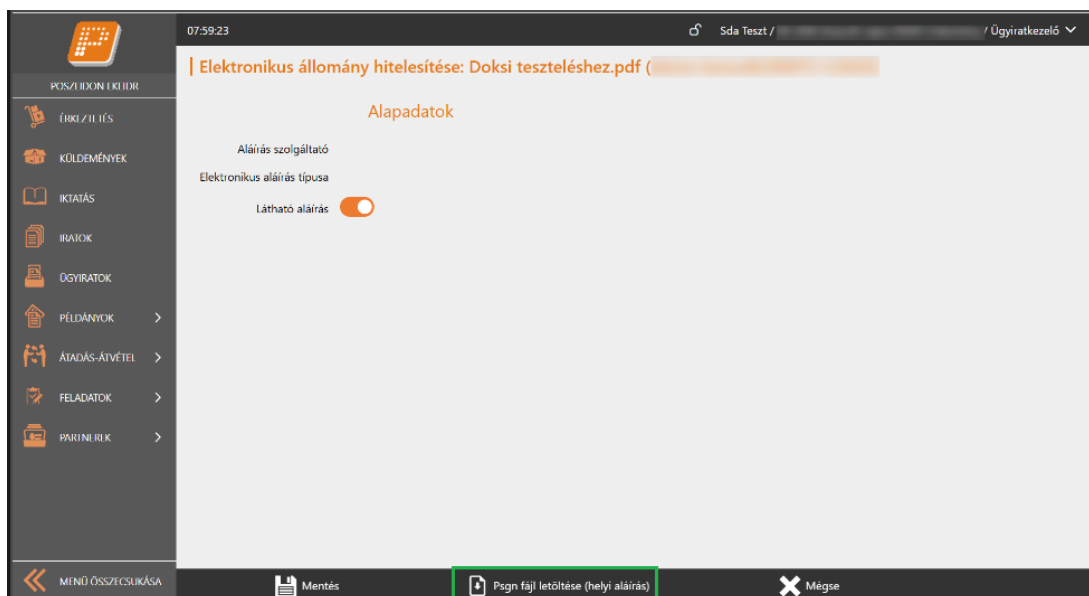 07:59:23
Sda Teszt /
/ Ügyiratkezelő
POSZEIDON EKEIDR
Elektronikus állomány hitelesítése: Doksi teszteléshez.pdf (
Alapadatok
Aláírás szolgáltató
Elektronikus aláírás típusa
Látható aláírás
ÉRKEZTETÉS
KÜLDEMÉNYEK
IKTATÁS
IRATOK
ÜGYIRATOK
PÉLDÁNYOK
ÁTADÁS-ÁTVÉTEL
FELADATOK
PARTNEREK
MENÜ ÖSSZECSUKÁSA
Mentés
Psgn fájl letöltése (helyi aláírás)
Mégse